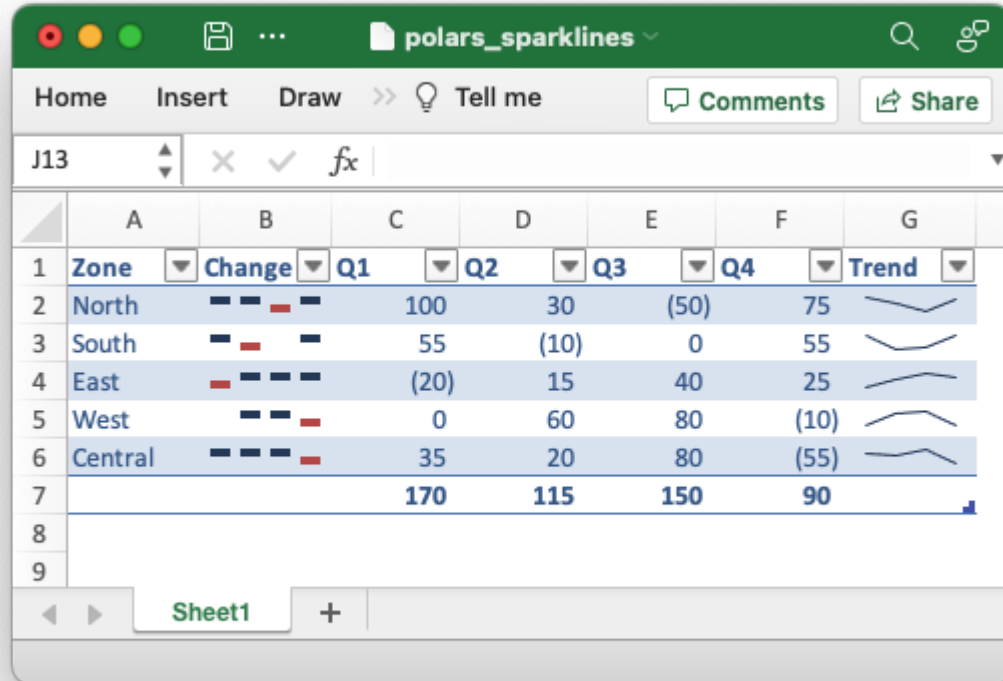 polars_sparklines
Home Insert Draw Tell me Comments Share
J13 fx
A B C D E F G
1 Zone Change Q1 Q2 Q3 Q4 Trend
2 North 100 30 (50) 75
3 South 55 (10) 0 55
4 East (20) 15 40 25
5 West 0 60 80 (10)
6 Central 35 20 80 (55)
7 170 115 150 90
8
9
Sheet1